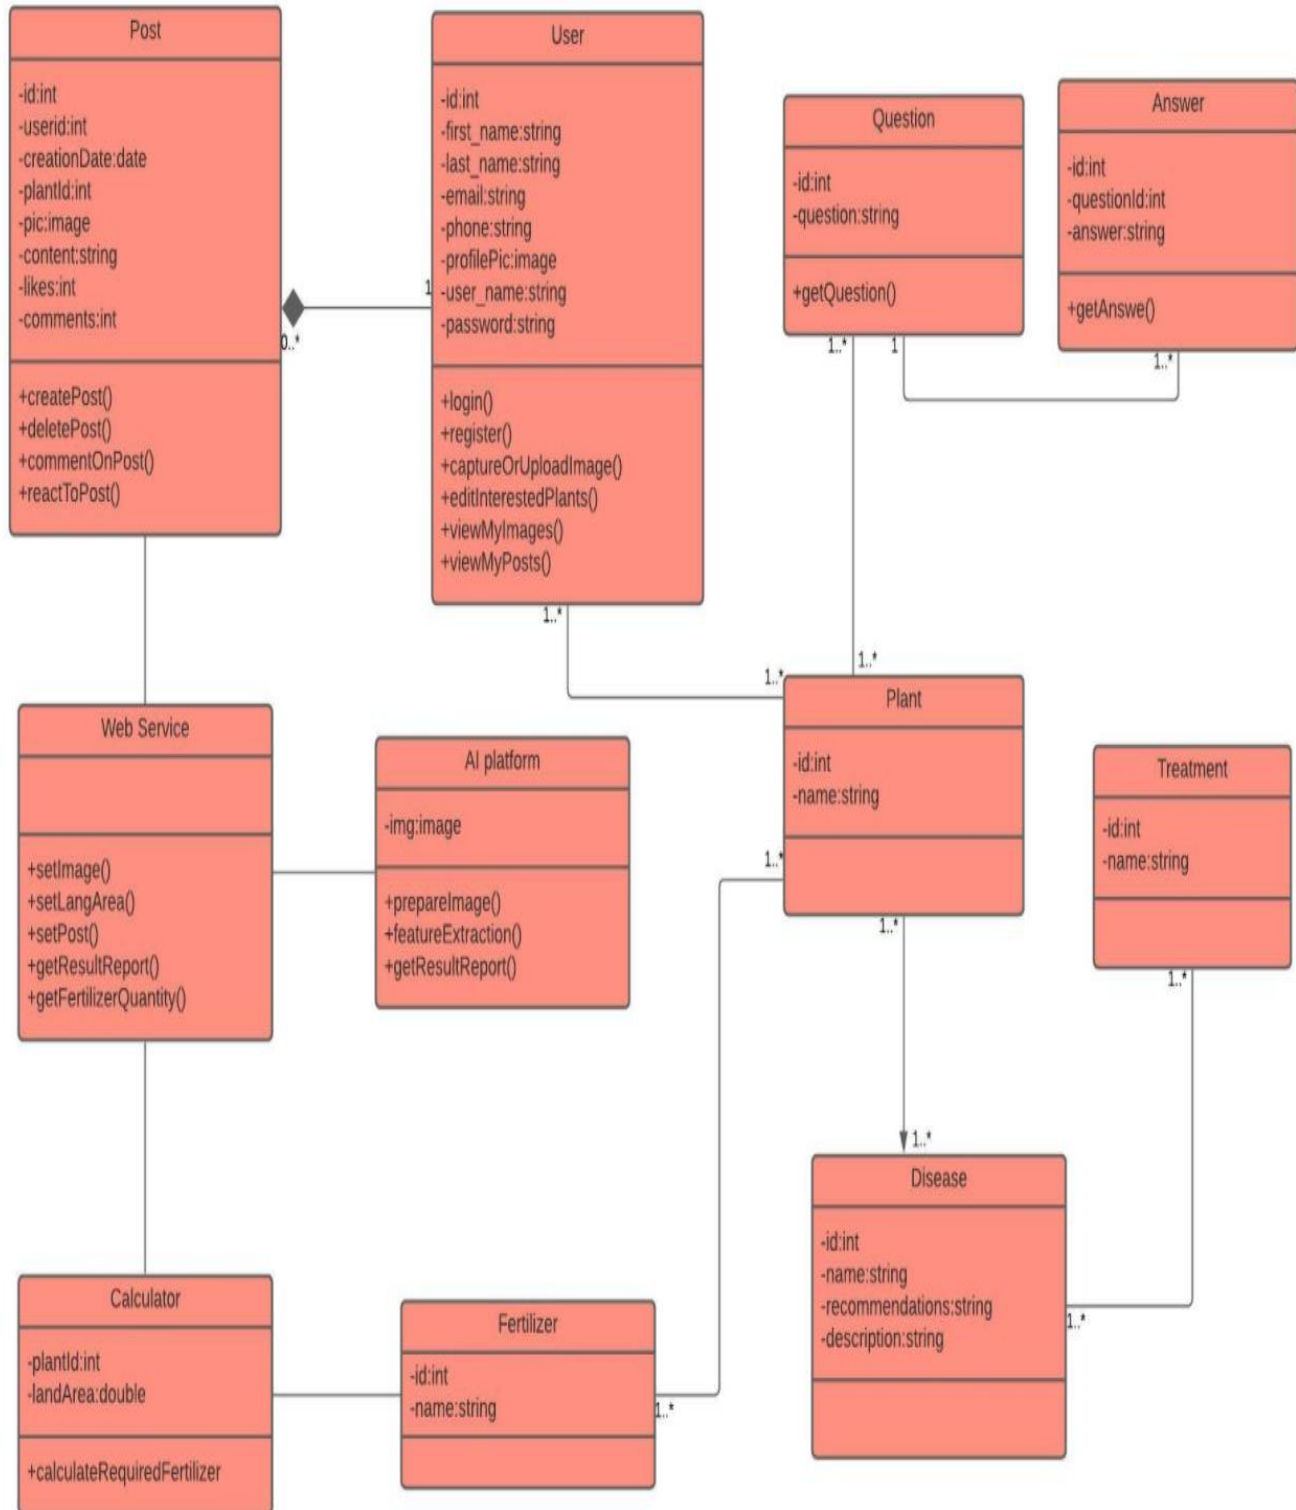 Post
-id:int
-userid:int
-creationDate:date
-plantId:int
-pic:image
-content:string
-likes:int
-comments:int
+createPost()
+deletePost()
+commentOnPost()
+reactToPost()
0..*
1
User
-id:int
-first_name:string
-last_name:string
-email:string
-phone:string
-profilePic:image
-user_name:string
-password:string
+login()
+register()
+captureOrUploadImage()
+editInterestedPlants()
+viewMyImages()
+viewMyPosts()
1..*
1..*
Question
-id:int
-question:string
+getQuestion()
1..*
1
Answer
-id:int
-questionId:int
-answer:string
+getAnswe()
1..*
1..*
Web Service
+setImage()
+setLangArea()
+setPost()
+getResultReport()
+getFertilizerQuantity()
AI platform
-img:image
+prepareImage()
+featureExtraction()
+getResultReport()
Plant
-id:int
-name:string
1..*
1..*
Treatment
-id:int
-name:string
1..*
1..*
Disease
-id:int
-name:string
-recommendations:string
-description:string
1..*
Calculator
-plantId:int
-landArea:double
+calculateRequiredFertilizer
Fertilizer
-id:int
-name:string
1..*